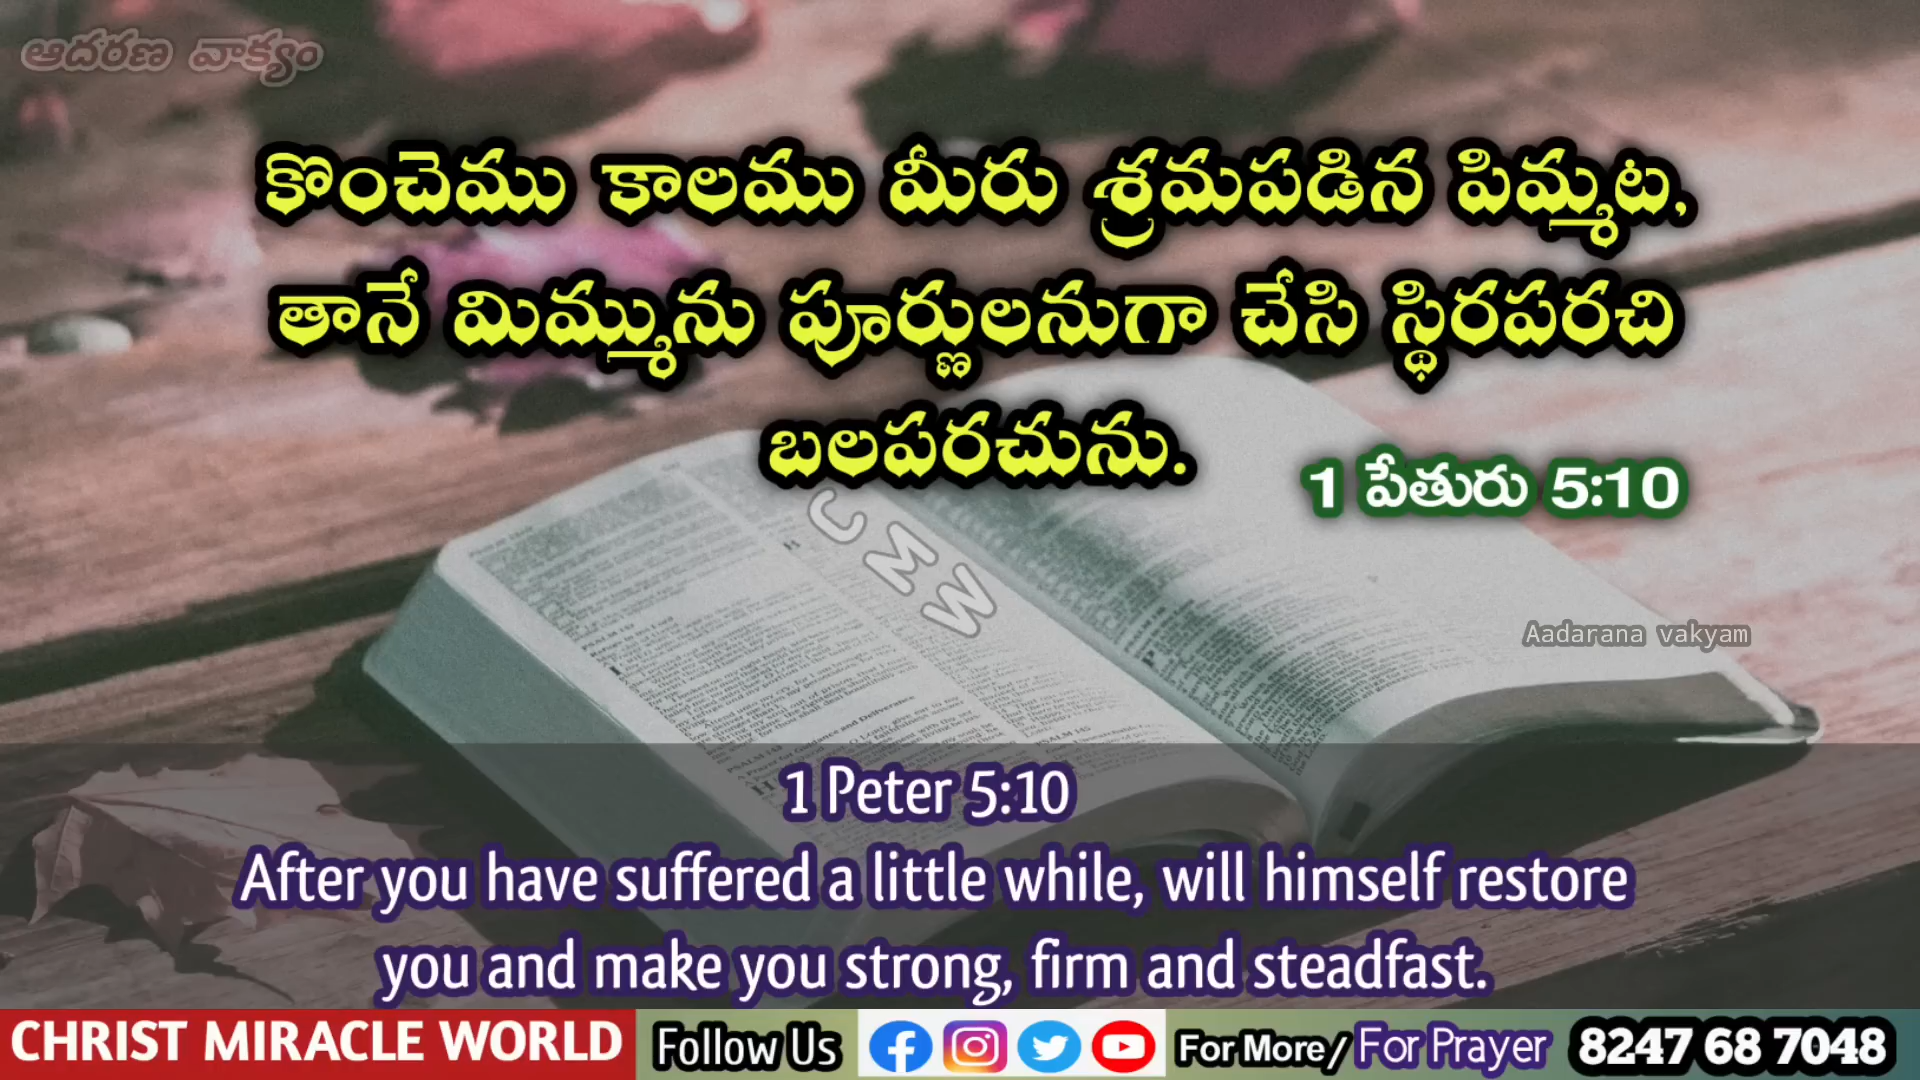 ఆదరణ వాక్యం
కొంచెము కాలము మీరు శ్రమపడిన పిమ్మట,
తానే మిమ్మును పూర్ణులనుగా చేసి స్థిరపరచి
బలపరచును.
1 పేతురు 5:10
CMW
Aadarana vakyam
1 Peter 5:10
After you have suffered a little while, will himself restore
you and make you strong, firm and steadfast.
CHRIST MIRACLE WORLD Follow Us For More/ For Prayer 8247 68 7048